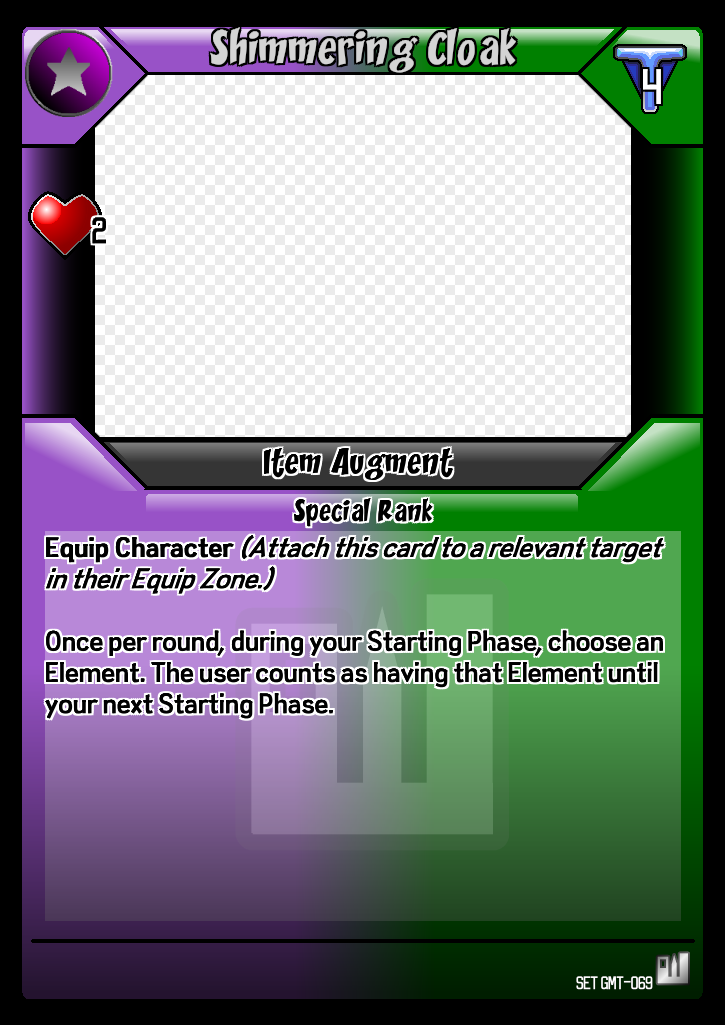 Shimmering Cloak
4
2
Item Augment
Special Rank
Equip Character (Attach this card to a relevant target
in their Equip Zone.)
Once per round, during your Starting Phase, choose an
Element. The user counts as having that Element until
your next Starting Phase.
SET GMT-069